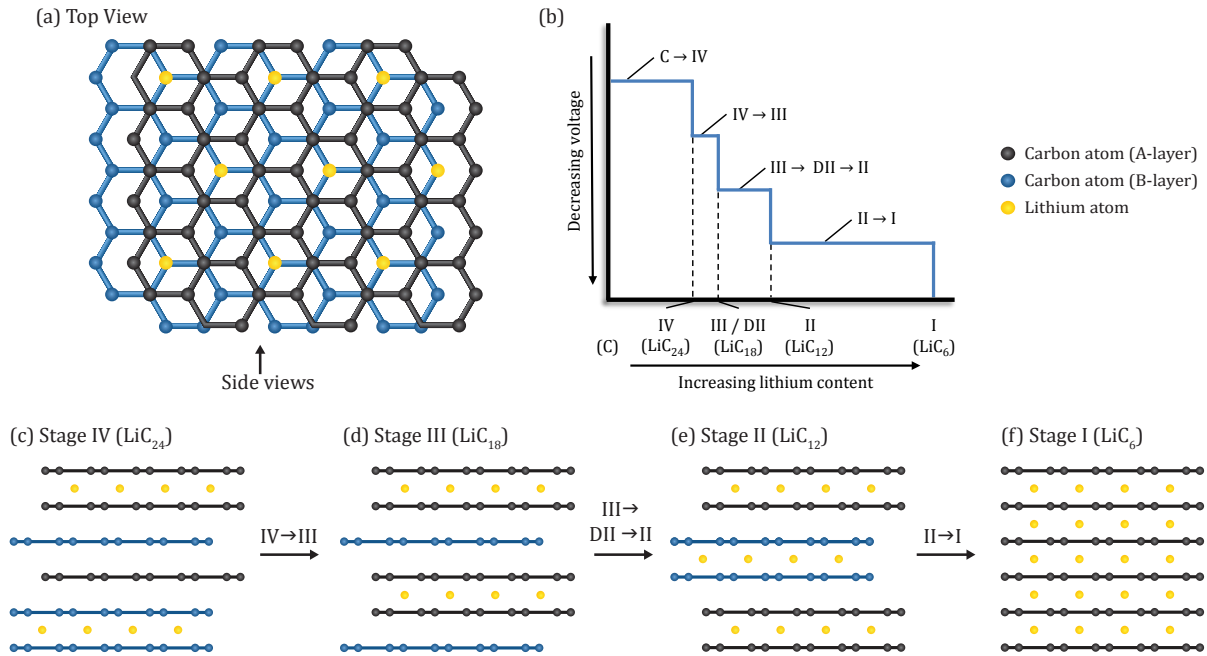 (a) Top View
Side views
(b)
Decreasing voltage
C → IV
IV → III
III → DII → II
II → I
(C)
IV
(LiC₂₄)
III / DII
(LiC₁₈)
II
(LiC₁₂)
I
(LiC₆)
Increasing lithium content
Carbon atom (A-layer)
Carbon atom (B-layer)
Lithium atom
(c) Stage IV (LiC₂₄)
IV→III
(d) Stage III (LiC₁₈)
III→
DII →II
(e) Stage II (LiC₁₂)
II→I
(f) Stage I (LiC₆)